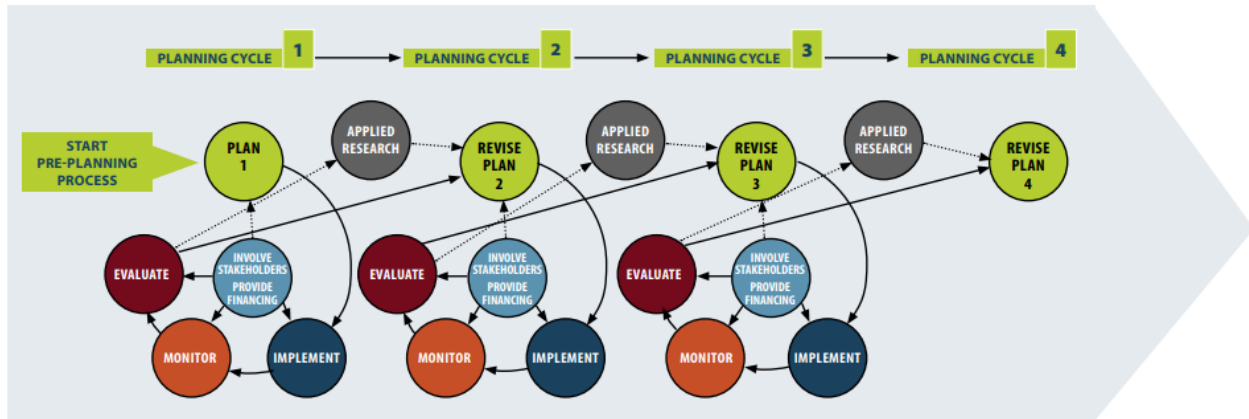 PLANNING CYCLE 1
PLANNING CYCLE 2
PLANNING CYCLE 3
PLANNING CYCLE 4
START
PRE-PLANNING
PROCESS
PLAN
1
APPLIED
RESEARCH
REVISE
PLAN
2
APPLIED
RESEARCH
REVISE
PLAN
3
APPLIED
RESEARCH
REVISE
PLAN
4
EVALUATE
INVOLVE
STAKEHOLDERS
PROVIDE
FINANCING
MONITOR
IMPLEMENT
EVALUATE
INVOLVE
STAKEHOLDERS
PROVIDE
FINANCING
MONITOR
IMPLEMENT
EVALUATE
INVOLVE
STAKEHOLDERS
PROVIDE
FINANCING
MONITOR
IMPLEMENT